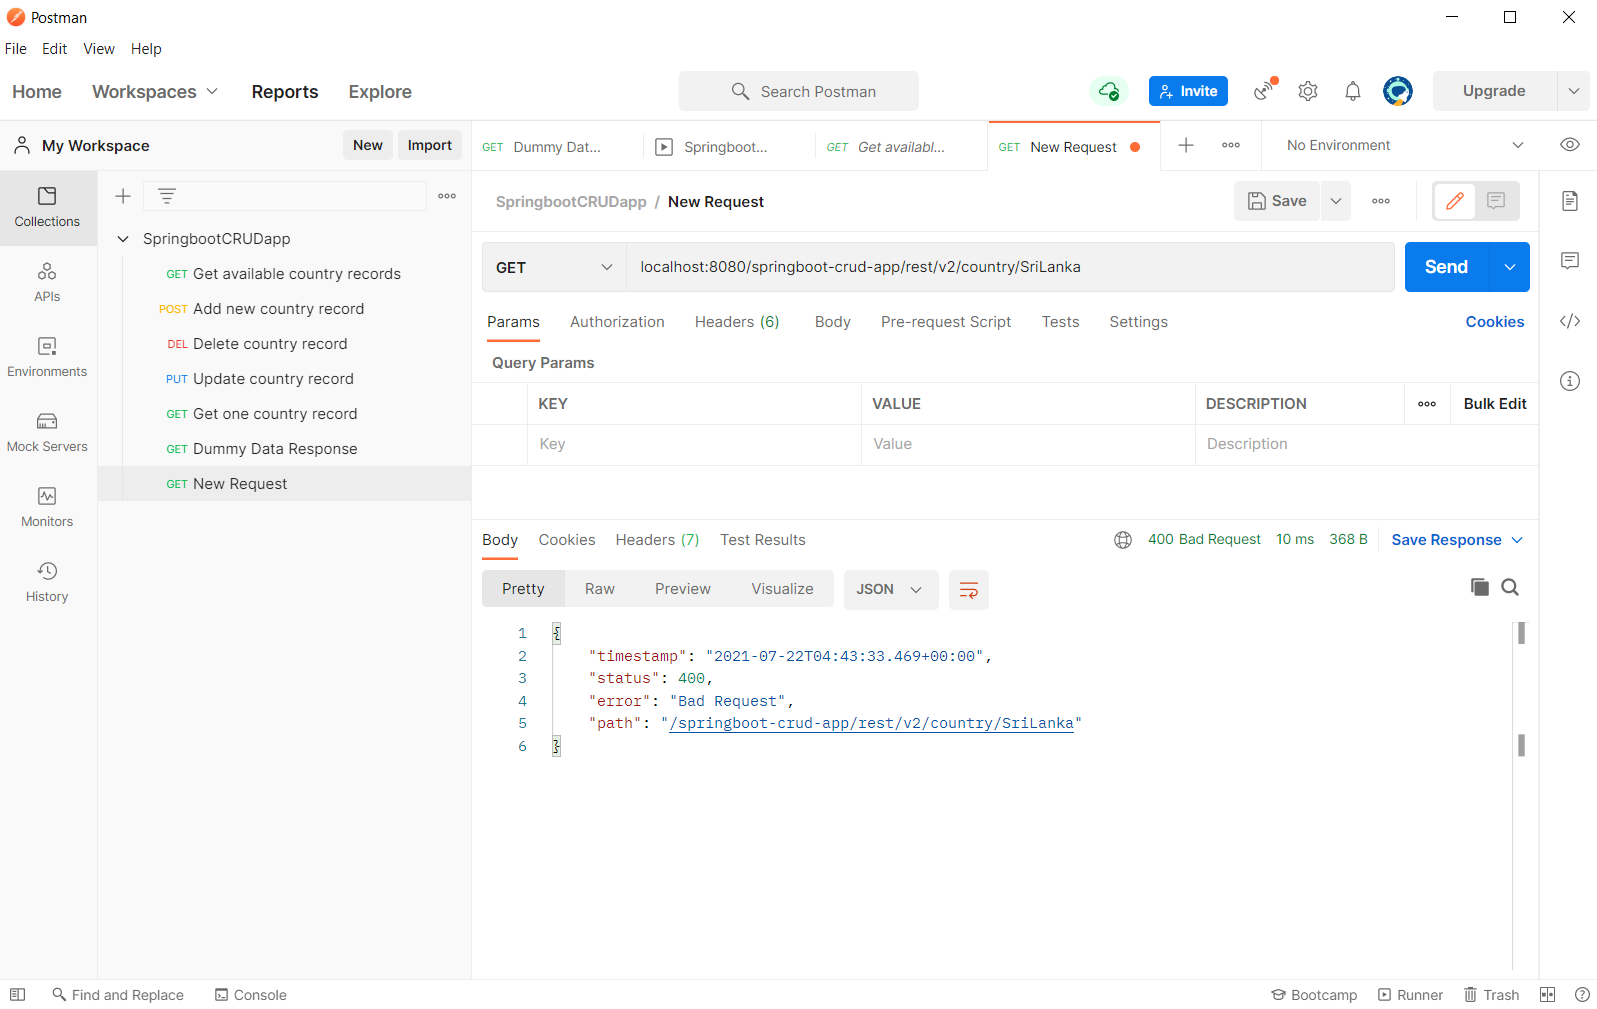 Postman
File Edit View Help
Home Workspaces Reports Explore Search Postman Invite Upgrade
My Workspace New Import
GET Dummy Dat... Springboot... GET Get availabl... GET New Request No Environment
Collections
APIs
Environments
Mock Servers
Monitors
History
SpringbootCRUDapp
GET Get available country records
POST Add new country record
DEL Delete country record
PUT Update country record
GET Get one country record
GET Dummy Data Response
GET New Request
SpringbootCRUDapp / New Request Save
GET localhost:8080/springboot-crud-app/rest/v2/country/SriLanka Send
Params Authorization Headers (6) Body Pre-request Script Tests Settings Cookies
Query Params
KEY VALUE DESCRIPTION Bulk Edit
Key Value Description
Body Cookies Headers (7) Test Results 400 Bad Request 10 ms 368 B Save Response
Pretty Raw Preview Visualize JSON
1 {
2 "timestamp": "2021-07-22T04:43:33.469+00:00",
3 "status": 400,
4 "error": "Bad Request",
5 "path": "/springboot-crud-app/rest/v2/country/SriLanka"
6 }
Find and Replace Console Bootcamp Runner Trash